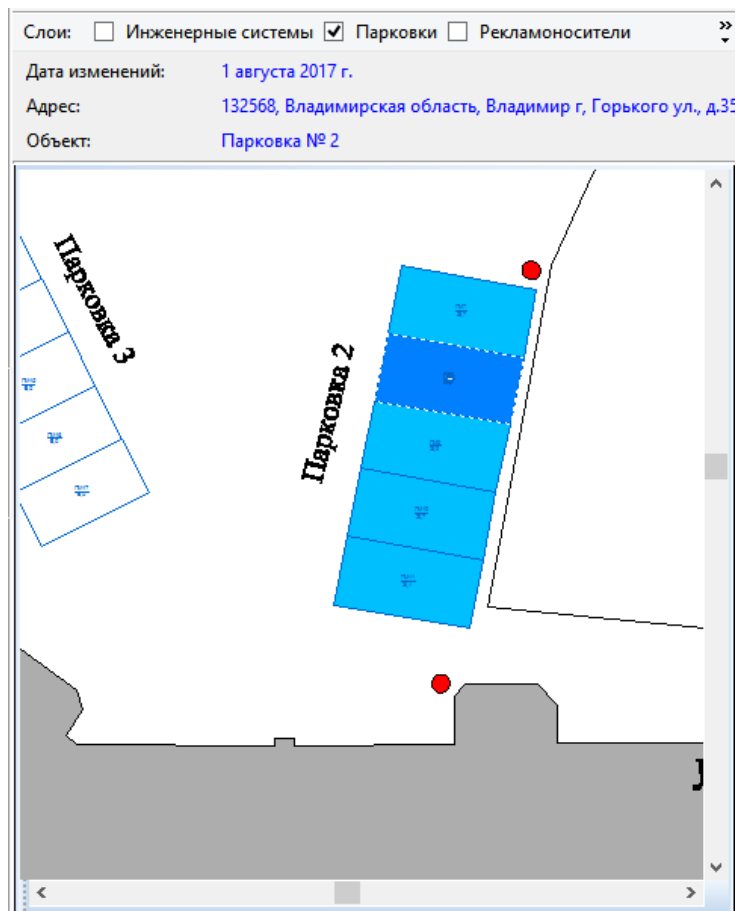 Слои: Инженерные системы Парковки Рекламоносители
Дата изменений: 1 августа 2017 г.
Адрес: 132568, Владимирская область, Владимир г, Горького ул., д.35
Объект: Парковка № 2
Парковка 3
Парковка 2